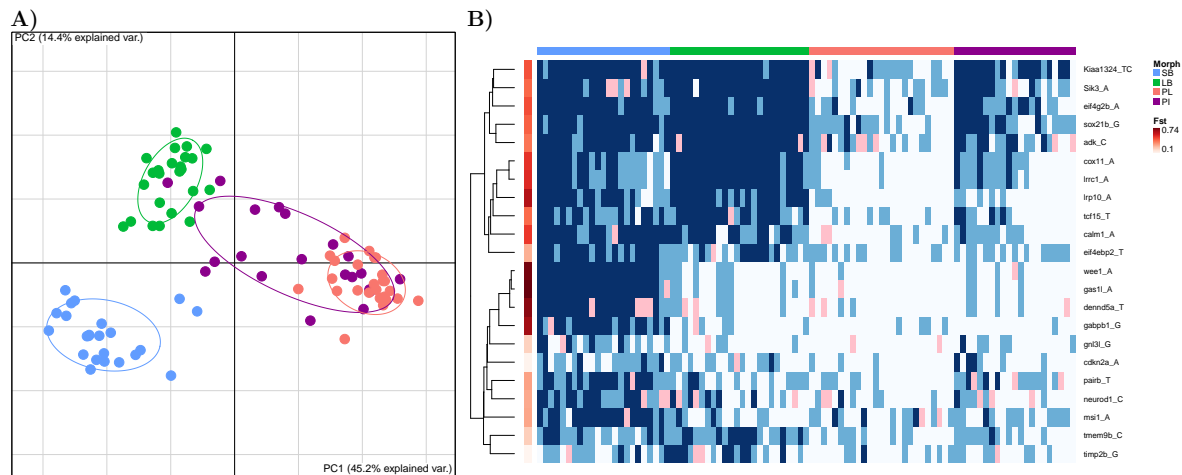 A)
B)
PC2 (14.4% explained var.)
PC1 (45.2% explained var.)
Kiaa1324_TC
Sik3_A
eif4g2b_A
sox21b_G
adk_C
cox11_A
lrrc1_A
lrp10_A
tcf15_T
calm1_A
eif4ebp2_T
wee1_A
gas1l_A
dennd5a_T
gabpb1_G
gnl3l_G
cdkn2a_A
pairb_T
neurod1_C
msi1_A
tmem9b_C
timp2b_G
Morph
SB
LB
PL
PI
Fst
0.74
0.1